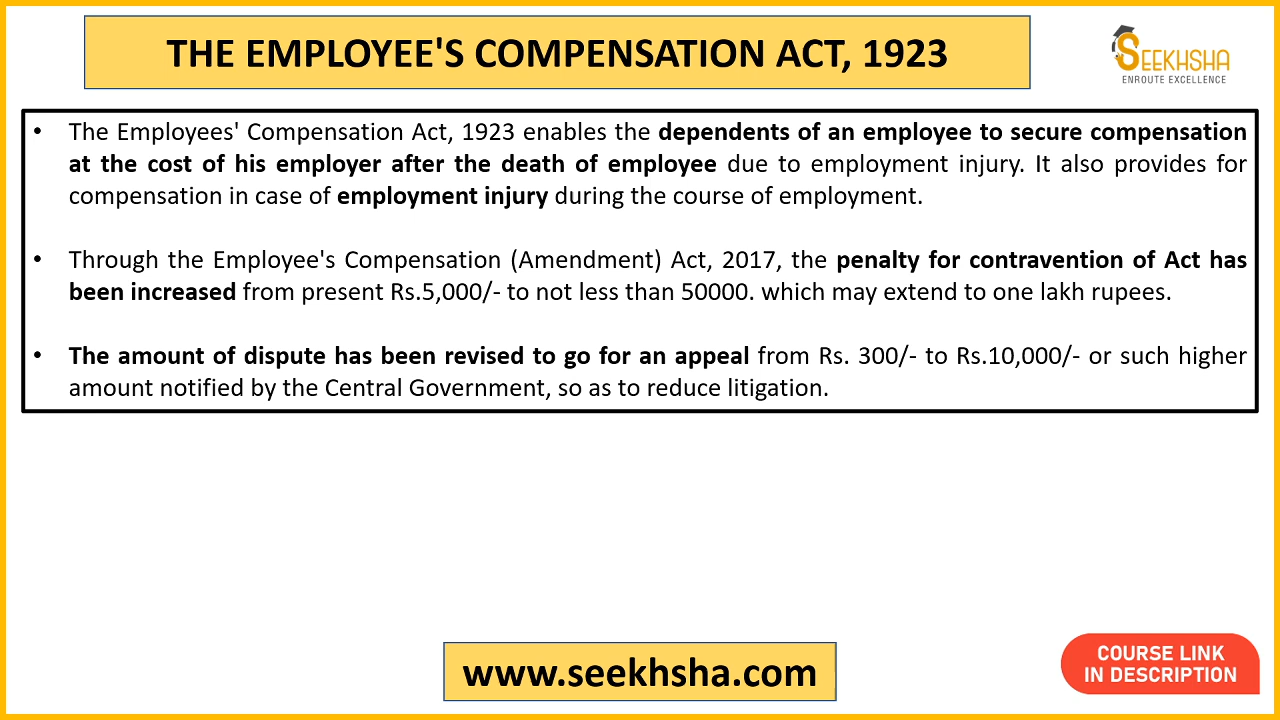 THE EMPLOYEE'S COMPENSATION ACT, 1923
SEEKHSHA
ENROUTE EXCELLENCE
• The Employees' Compensation Act, 1923 enables the dependents of an employee to secure compensation
at the cost of his employer after the death of employee due to employment injury. It also provides for
compensation in case of employment injury during the course of employment.
• Through the Employee's Compensation (Amendment) Act, 2017, the penalty for contravention of Act has
been increased from present Rs.5,000/- to not less than 50000. which may extend to one lakh rupees.
• The amount of dispute has been revised to go for an appeal from Rs. 300/- to Rs.10,000/- or such higher
amount notified by the Central Government, so as to reduce litigation.
www.seekhsha.com
COURSE LINK
IN DESCRIPTION